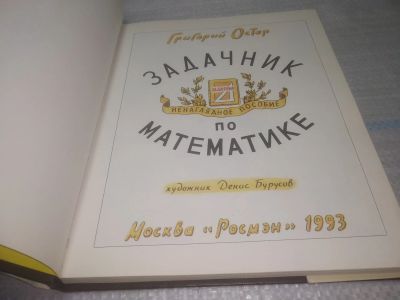 Григорий Остер
ЗАДАЧНИК
НЕНАГЛЯДНОЕ ПОСОБИЕ
ПО
МАТЕМАТИКЕ
художник Денис Бурусов
Москва "Росмэн" 1993